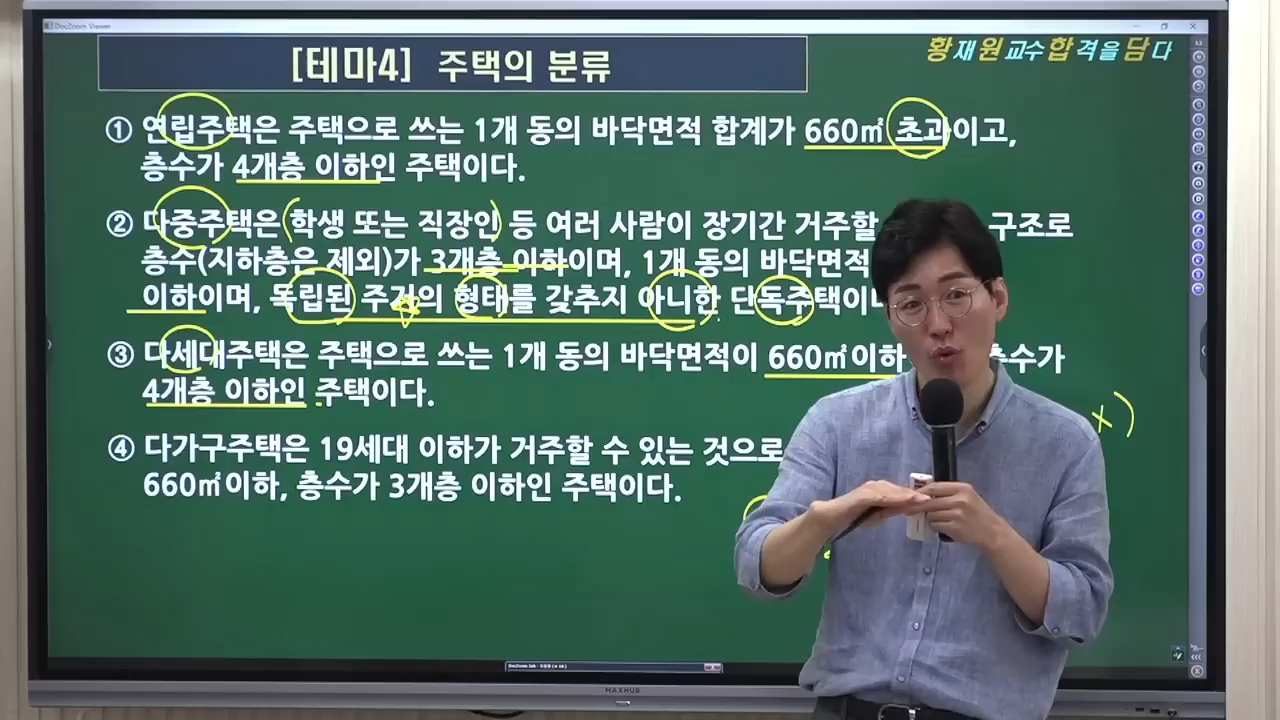 DocZoom Viewer
[테마4] 주택의 분류
황재원교수합격을담다
① 연립주택은 주택으로 쓰는 1개 동의 바닥면적 합계가 660㎡ 초과이고,
층수가 4개층 이하인 주택이다.
② 다중주택은 (학생 또는 직장인) 등 여러 사람이 장기간 거주할 구조로
층수(지하층은 제외)가 3개층 이하이며, 1개 동의 바닥면적
이하이며, 독립된 주거의 형태를 갖추지 아니한 단독주택이
③ 다세대주택은 주택으로 쓰는 1개 동의 바닥면적이 660㎡이하 층수가
4개층 이하인 주택이다.
x)
④ 다가구주택은 19세대 이하가 거주할 수 있는 것으로
660㎡이하, 층수가 3개층 이하인 주택이다.
MAXHUB